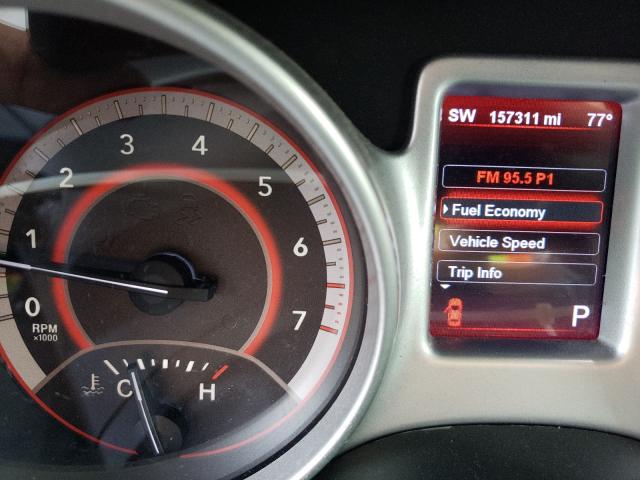 SW 157311 mi 77°
FM 95.5 P1
Fuel Economy
Vehicle Speed
Trip Info
P
0
1
2
3
4
5
6
7
RPM
x1000
C H